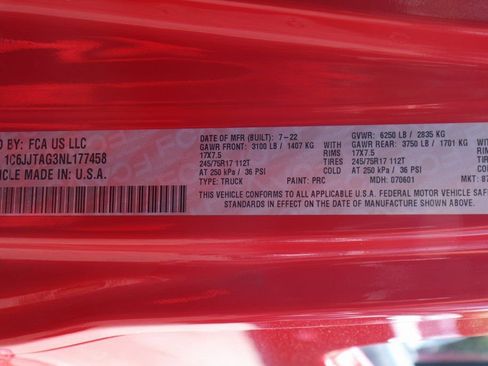 D BY: FCA US LLC
1C6JJTAG3NL177458
ICLE MADE IN: U.S.A.
DATE OF MFR (BUILT): 7-22
GAWR FRONT: 3100 LB / 1407 KG
17X7.5
245/75R17 112T
AT 250 kPa / 36 PSI
TYPE: TRUCK PAINT: PRC
GVWR: 6250 LB / 2835 KG
GAWR REAR: 3750 LB / 1701 KG
TIRES 17X7.5
245/75R17 112T
COLD AT 250 kPa / 36 PSI
MDH: 070601 MKT: 
THIS VEHICLE CONFORMS TO ALL APPLICABLE U.S.A. FEDERAL MOTOR VEHICLE SAFE
STANDARDS IN EFFECT ON THE DATE OF MANUFACTURE SHOWN ABOVE.